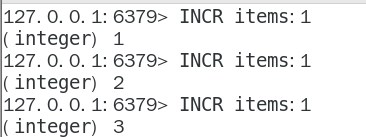 127.0.0.1:6379> INCR items:1
(integer) 1
127.0.0.1:6379> INCR items:1
(integer) 2
127.0.0.1:6379> INCR items:1
(integer) 3